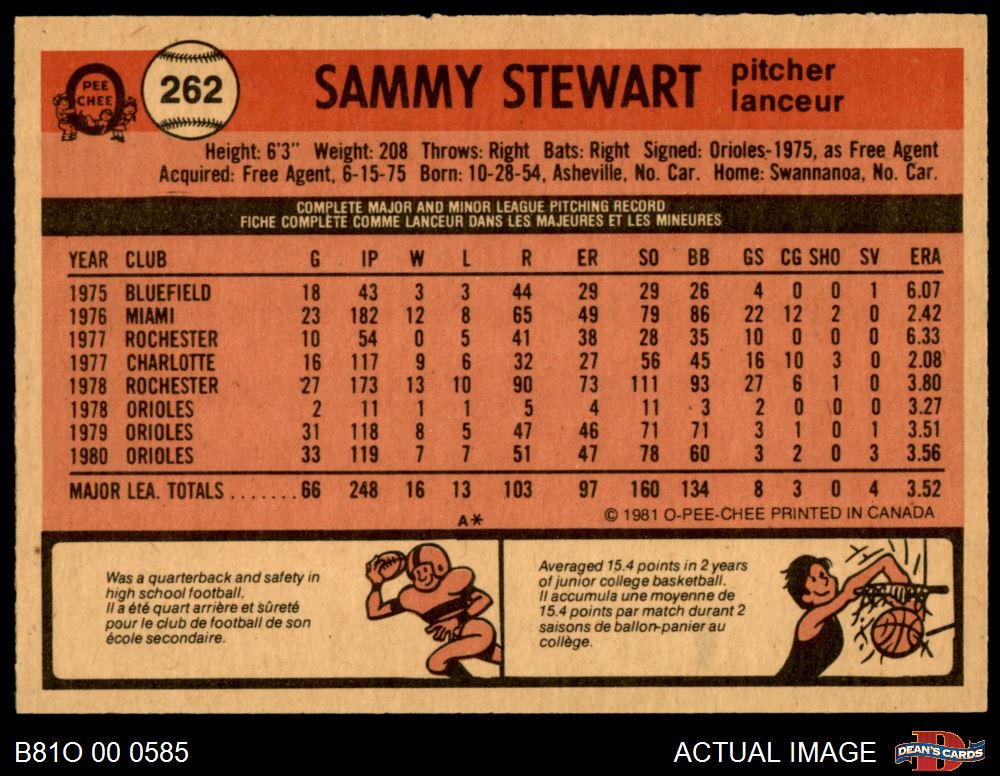 O
PEE
CHEE
262
SAMMY STEWART
pitcher
lanceur
Height: 6'3" Weight: 208 Throws: Right Bats: Right Signed: Orioles-1975, as Free Agent
Acquired: Free Agent, 6-15-75 Born: 10-28-54, Asheville, No. Car. Home: Swannanoa, No. Car.
COMPLETE MAJOR AND MINOR LEAGUE PITCHING RECORD
FICHE COMPLÈTE COMME LANCEUR DANS LES MAJEURES ET LES MINEURES
YEAR CLUB G IP W L R ER SO BB GS CG SHO SV ERA
1975 BLUEFIELD 18 43 3 3 44 29 29 26 4 0 0 1 6.07
1976 MIAMI 23 182 12 8 65 49 79 86 22 12 2 0 2.42
1977 ROCHESTER 10 54 0 5 41 38 28 35 10 0 0 0 6.33
1977 CHARLOTTE 16 117 9 6 32 27 56 45 16 10 3 0 2.08
1978 ROCHESTER 27 173 13 10 90 73 111 93 27 6 1 0 3.80
1978 ORIOLES 2 11 1 1 5 4 11 3 2 0 0 0 3.27
1979 ORIOLES 31 118 8 5 47 46 71 71 3 1 0 1 3.51
1980 ORIOLES 33 119 7 7 51 47 78 60 3 2 0 3 3.56
MAJOR LEA. TOTALS.......66 248 16 13 103 97 160 134 8 3 0 4 3.52
A* © 1981 O-PEE-CHEE PRINTED IN CANADA
Was a quarterback and safety in
high school football.
Il a été quart arrière et sûreté
pour le club de football de son
école secondaire.
Averaged 15.4 points in 2 years
of junior college basketball.
Il accumula une moyenne de
15.4 points par match durant 2
saisons de ballon-panier au
collège.
B81O 00 0585
ACTUAL IMAGE
D
DEAN'S CARDS